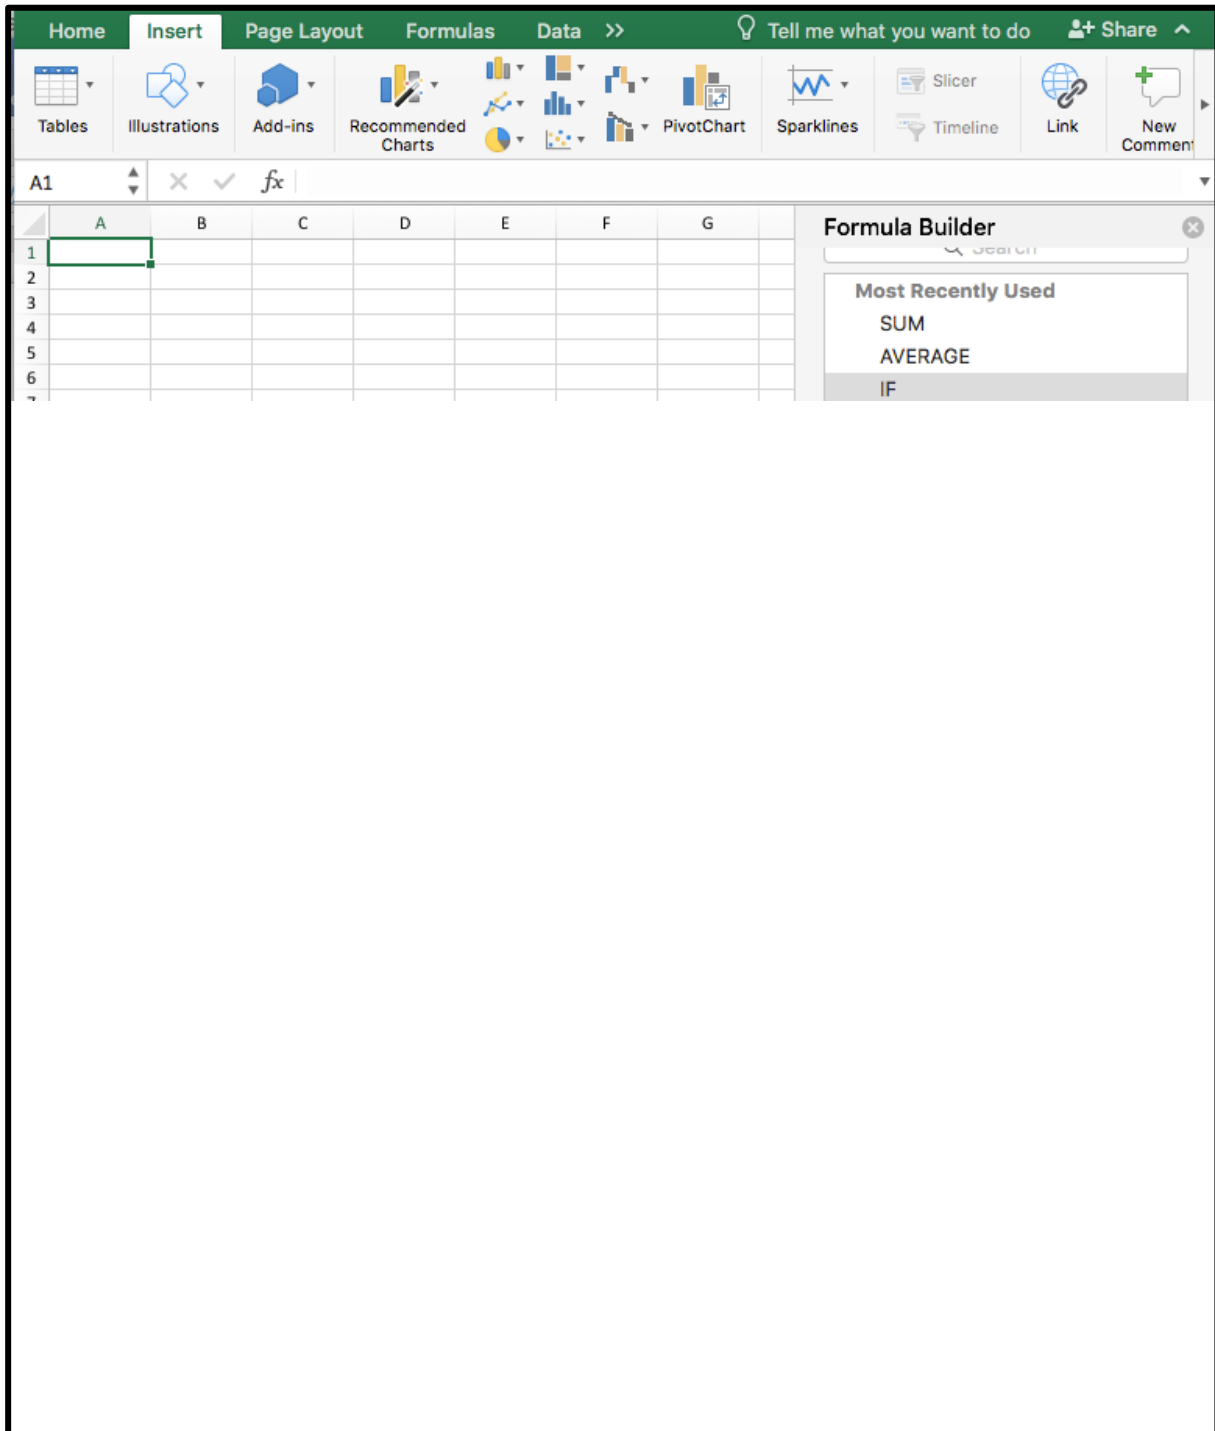 Home Insert Page Layout Formulas Data >> Tell me what you want to do Share
Tables Illustrations Add-ins Recommended Charts PivotChart Sparklines Slicer Timeline Link New Commen
A1 fx
A B C D E F G
1
2
3
4
5
6
Formula Builder
Search
Most Recently Used
SUM
AVERAGE
IF